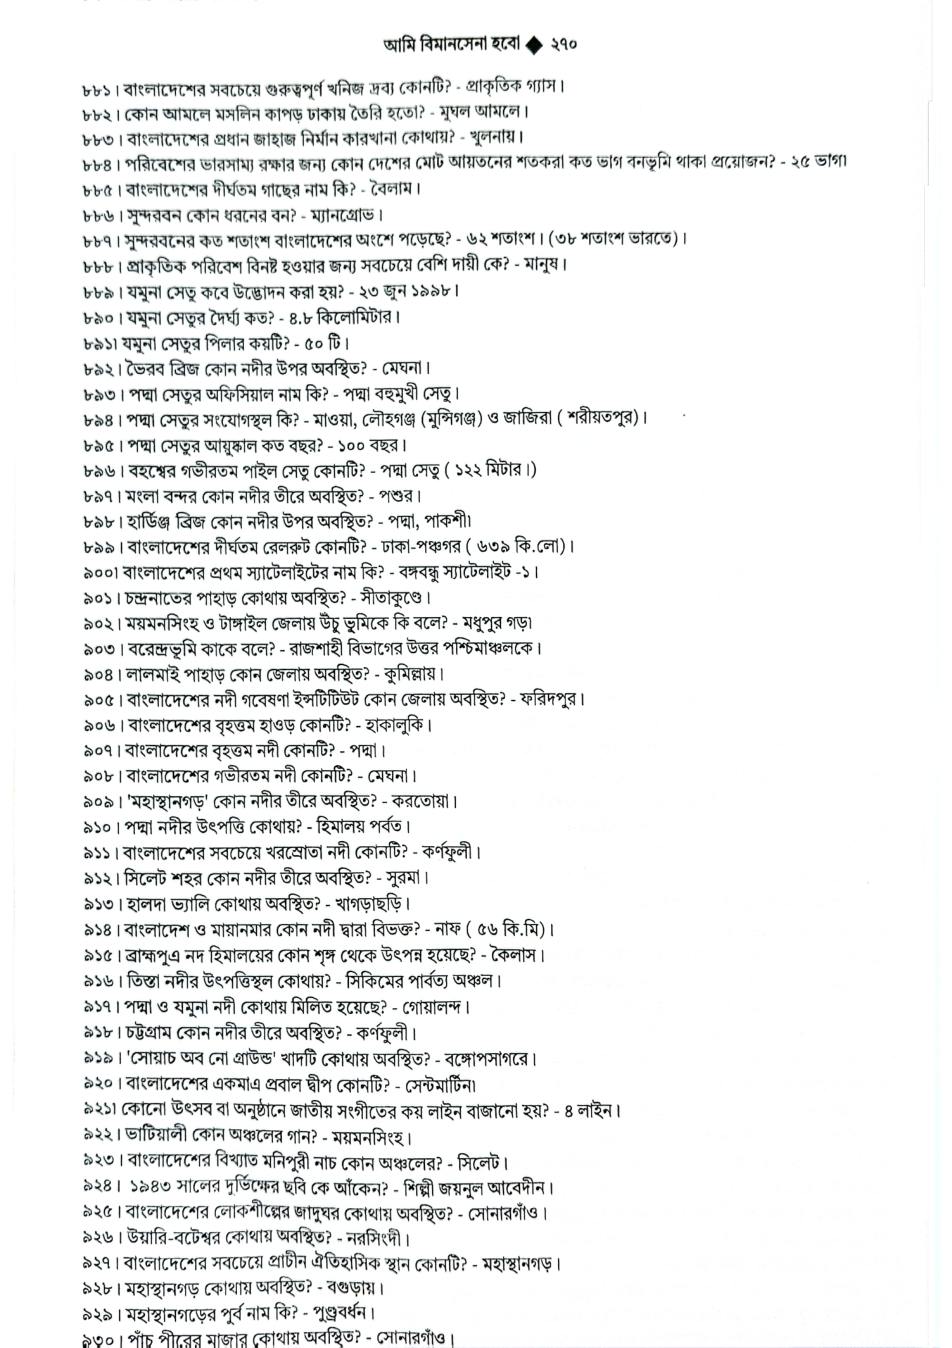 আমি বিমানসেনা হবো ◆ ২৭০
৮৮১। বাংলাদেশের সবচেয়ে গুরুত্বপূর্ণ খনিজ দ্রব্য কোনটি? - প্রাকৃতিক গ্যাস।
৮৮২। কোন আমলে মসলিন কাপড় ঢাকায় তৈরি হতো? - মুঘল আমলে।
৮৮৩। বাংলাদেশের প্রধান জাহাজ নির্মান কারখানা কোথায়? - খুলনায়।
৮৮৪। পরিবেশের ভারসাম্য রক্ষার জন্য কোন দেশের মোট আয়তনের শতকরা কত ভাগ বনভূমি থাকা প্রয়োজন? - ২৫ ভাগ।
৮৮৫। বাংলাদেশের দীর্ঘতম গাছের নাম কি? - বৈলাম।
৮৮৬। সুন্দরবন কোন ধরনের বন? - ম্যানগ্রোভ।
৮৮৭। সুন্দরবনের কত শতাংশ বাংলাদেশের অংশে পড়েছে? - ৬২ শতাংশ। (৩৮ শতাংশ ভারতে)।
৮৮৮। প্রাকৃতিক পরিবেশ বিনষ্ট হওয়ার জন্য সবচেয়ে বেশি দায়ী কে? - মানুষ।
৮৮৯। যমুনা সেতু কবে উদ্ভোদন করা হয়? - ২৩ জুন ১৯৯৮।
৮৯০। যমুনা সেতুর দৈর্ঘ্য কত? - ৪.৮ কিলোমিটার।
৮৯১। যমুনা সেতুর পিলার কয়টি? - ৫০ টি।
৮৯২। ভৈরব ব্রিজ কোন নদীর উপর অবস্থিত? - মেঘনা।
৮৯৩। পদ্মা সেতুর অফিসিয়াল নাম কি? - পদ্মা বহুমুখী সেতু।
৮৯৪। পদ্মা সেতুর সংযোগস্থল কি? - মাওয়া, লৌহগঞ্জ (মুন্সিগঞ্জ) ও জাজিরা ( শরীয়তপুর)।
৮৯৫। পদ্মা সেতুর আয়ুষ্কাল কত বছর? - ১০০ বছর।
৮৯৬। বহশ্বের গভীরতম পাইল সেতু কোনটি? - পদ্মা সেতু ( ১২২ মিটার।)
৮৯৭। মংলা বন্দর কোন নদীর তীরে অবস্থিত? - পশুর।
৮৯৮। হার্ডিঞ্জ ব্রিজ কোন নদীর উপর অবস্থিত? - পদ্মা, পাকশী।
৮৯৯। বাংলাদেশের দীর্ঘতম রেলরুট কোনটি? - ঢাকা-পঞ্চগর ( ৬৩৯ কি.লো)।
৯০০। বাংলাদেশের প্রথম স্যাটেলাইটের নাম কি? - বঙ্গবন্ধু স্যাটেলাইট -১।
৯০১। চন্দ্রনাতের পাহাড় কোথায় অবস্থিত? - সীতাকুণ্ডে।
৯০২। ময়মনসিংহ ও টাঙ্গাইল জেলায় উঁচু ভূমিকে কি বলে? - মধুপুর গড়।
৯০৩। বরেন্দ্রভূমি কাকে বলে? - রাজশাহী বিভাগের উত্তর পশ্চিমাঞ্চলকে।
৯০৪। লালমাই পাহাড় কোন জেলায় অবস্থিত? - কুমিল্লায়।
৯০৫। বাংলাদেশের নদী গবেষণা ইন্সটিটিউট কোন জেলায় অবস্থিত? - ফরিদপুর।
৯০৬। বাংলাদেশের বৃহত্তম হাওড় কোনটি? - হাকালুকি।
৯০৭। বাংলাদেশের বৃহত্তম নদী কোনটি? - পদ্মা।
৯০৮। বাংলাদেশের গভীরতম নদী কোনটি? - মেঘনা।
৯০৯। 'মহাস্থানগড়' কোন নদীর তীরে অবস্থিত? - করতোয়া।
৯১০। পদ্মা নদীর উৎপত্তি কোথায়? - হিমালয় পর্বত।
৯১১। বাংলাদেশের সবচেয়ে খরস্রোতা নদী কোনটি? - কর্ণফুলী।
৯১২। সিলেট শহর কোন নদীর তীরে অবস্থিত? - সুরমা।
৯১৩। হালদা ভ্যালি কোথায় অবস্থিত? - খাগড়াছড়ি।
৯১৪। বাংলাদেশ ও মায়ানমার কোন নদী দ্বারা বিভক্ত? - নাফ ( ৫৬ কি.মি)।
৯১৫। ব্রাহ্মপুএ নদ হিমালয়ের কোন শৃঙ্গ থেকে উৎপন্ন হয়েছে? - কৈলাস।
৯১৬। তিস্তা নদীর উৎপত্তিস্থল কোথায়? - সিকিমের পার্বত্য অঞ্চল।
৯১৭। পদ্মা ও যমুনা নদী কোথায় মিলিত হয়েছে? - গোয়ালন্দ।
৯১৮। চট্টগ্রাম কোন নদীর তীরে অবস্থিত? - কর্ণফুলী।
৯১৯। 'সোয়াচ অব নো গ্রাউন্ড' খাদটি কোথায় অবস্থিত? - বঙ্গোপসাগরে।
৯২০। বাংলাদেশের একমাএ প্রবাল দ্বীপ কোনটি? - সেন্টমার্টিন।
৯২১। কোনো উৎসব বা অনুষ্ঠানে জাতীয় সংগীতের কয় লাইন বাজানো হয়? - ৪ লাইন।
৯২২। ভাটিয়ালী কোন অঞ্চলের গান? - ময়মনসিংহ।
৯২৩। বাংলাদেশের বিখ্যাত মনিপুরী নাচ কোন অঞ্চলের? - সিলেট।
৯২৪। ১৯৪৩ সালের দুর্ভিক্ষের ছবি কে আঁকেন? - শিল্পী জয়নুল আবেদীন।
৯২৫। বাংলাদেশের লোকশীল্পের জাদুঘর কোথায় অবস্থিত? - সোনারগাঁও।
৯২৬। উয়ারি-বটেশ্বর কোথায় অবস্থিত? - নরসিংদী।
৯২৭। বাংলাদেশের সবচেয়ে প্রাচীন ঐতিহাসিক স্থান কোনটি? - মহাস্থানগড়।
৯২৮। মহাস্থানগড় কোথায় অবস্থিত? - বগুড়ায়।
৯২৯। মহাস্থানগড়ের পূর্ব নাম কি? - পুণ্ড্রবর্ধন।
৯৩০। পাঁচ পীরের মাজার কোথায় অবস্থিত? - সোনারগাঁও।